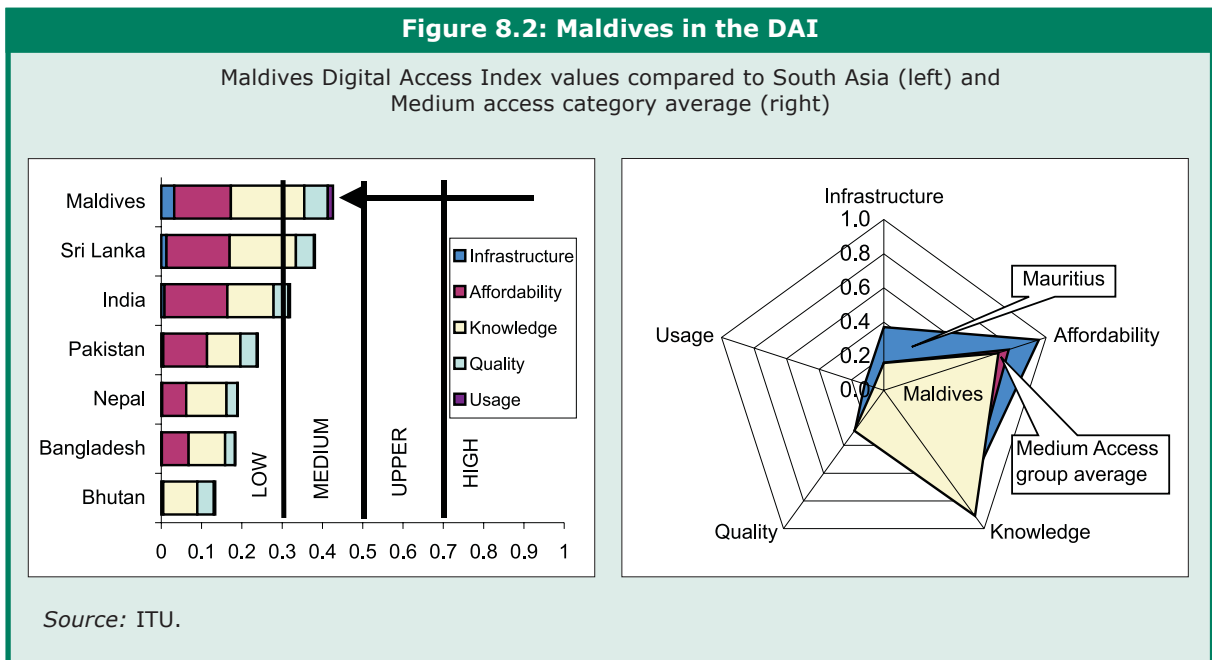 Figure 8.2: Maldives in the DAI
Maldives Digital Access Index values compared to South Asia (left) and
Medium access category average (right)
Maldives
Sri Lanka
India
Pakistan
Nepal
Bangladesh
Bhutan
LOW
MEDIUM
UPPER
HIGH
Infrastructure
Affordability
Knowledge
Quality
Usage
0 0.1 0.2 0.3 0.4 0.5 0.6 0.7 0.8 0.9 1
Infrastructure
1.0
0.8
0.6
0.4
0.2
0.0
Mauritius
Usage
Affordability
Maldives
Medium Access
group average
Quality
Knowledge
Source: ITU.